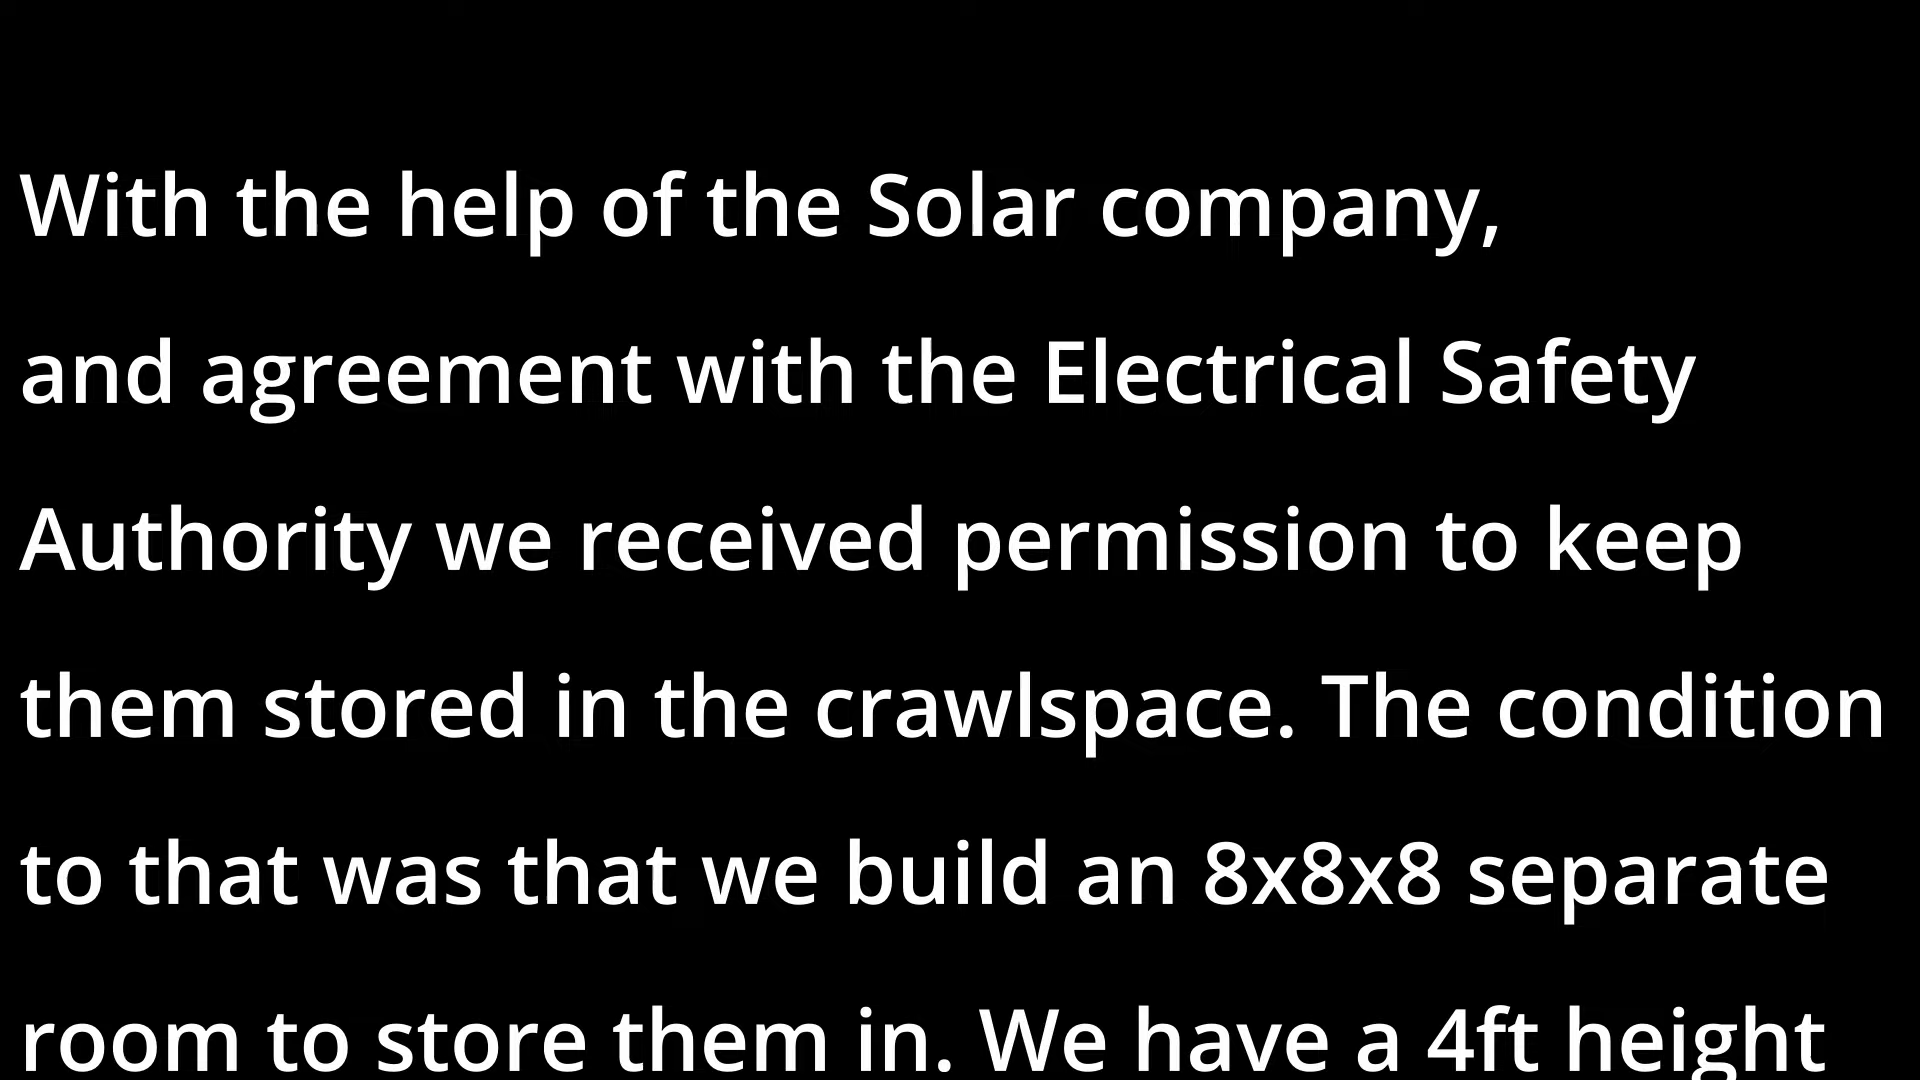 With the help of the Solar company,
and agreement with the Electrical Safety
Authority we received permission to keep
them stored in the crawlspace. The condition
to that was that we build an 8x8x8 separate
room to store them in. We have a 4ft height